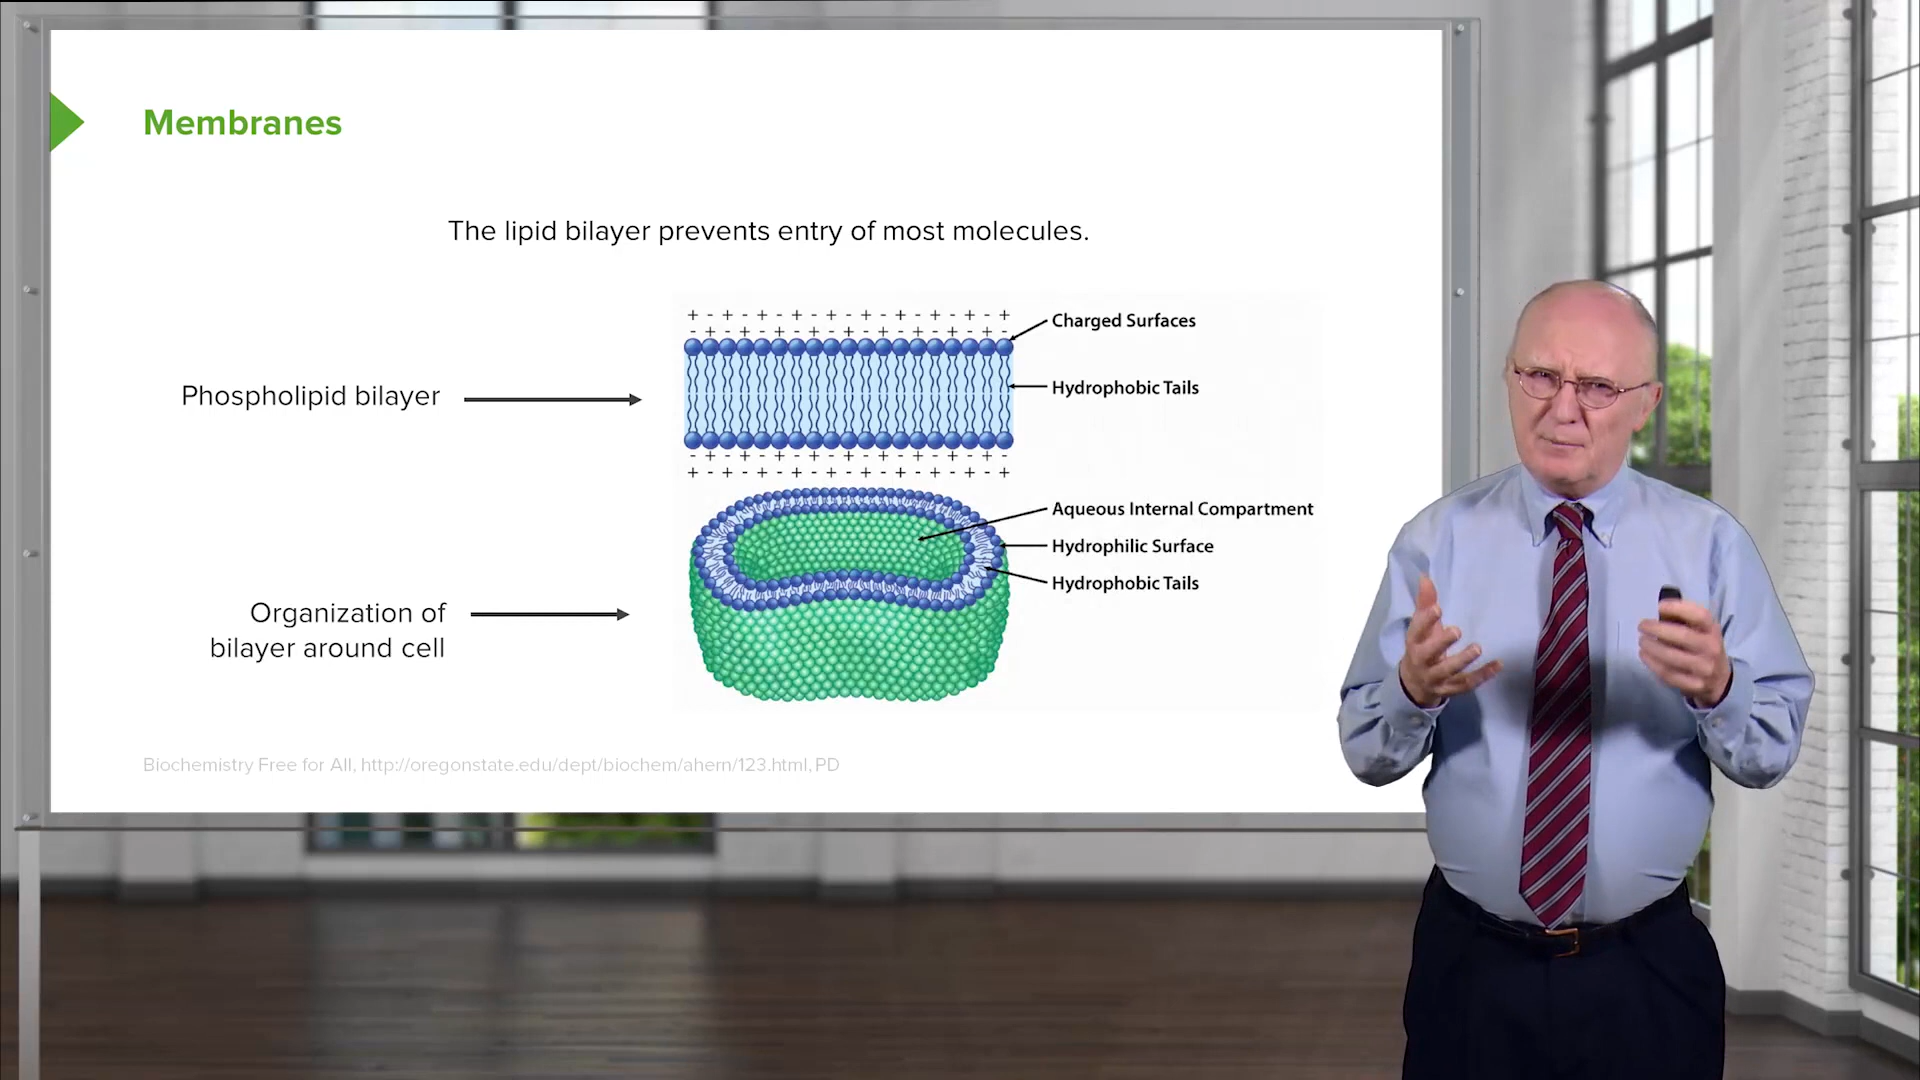 Membranes
The lipid bilayer prevents entry of most molecules.
+ - + - + - + - + - + - + - + - + - +
- + - + - + - + - + - + - + - + - + -
Charged Surfaces
Phospholipid bilayer
Hydrophobic Tails
- + - + - + - + - + - + - + - + - + -
+ - + - + - + - + - + - + - + - + - +
Aqueous Internal Compartment
Hydrophilic Surface
Hydrophobic Tails
Organization of
bilayer around cell
Biochemistry Free for All, http://oregonstate.edu/dept/biochem/ahern/123.html, PD